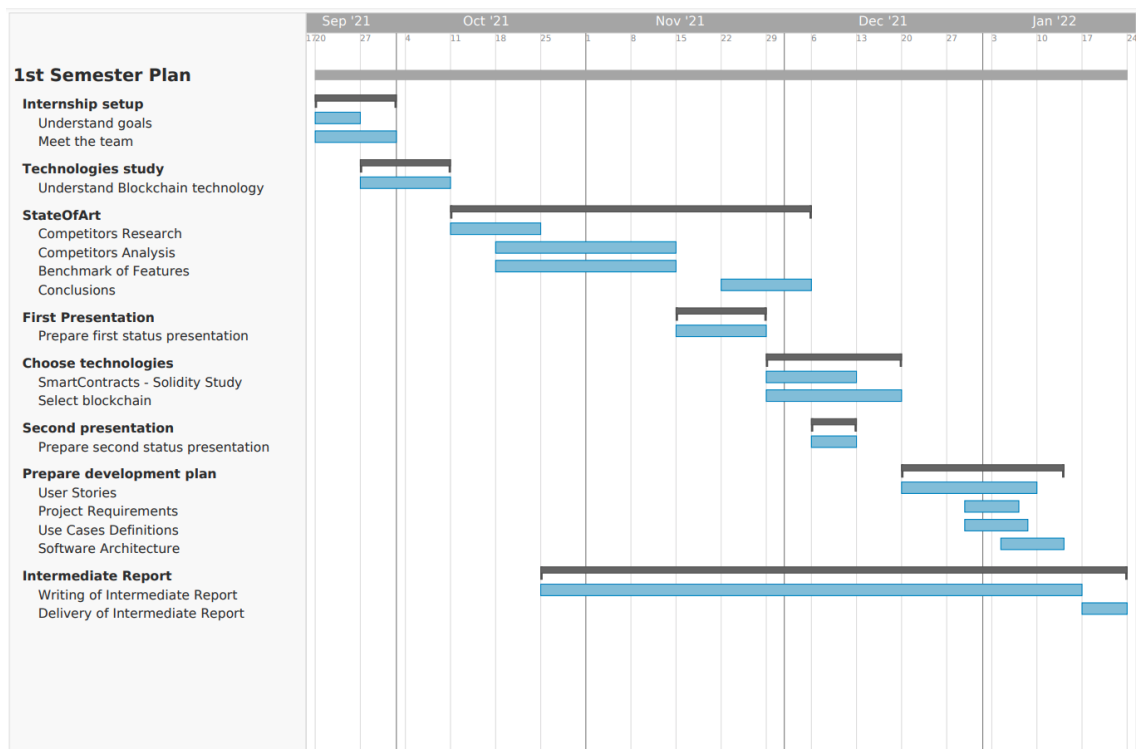 Sep '21 Oct '21 Nov '21 Dec '21 Jan '22
17 20 27 4 11 18 25 1 8 15 22 29 6 13 20 27 3 10 17 24
1st Semester Plan
Internship setup
Understand goals
Meet the team
Technologies study
Understand Blockchain technology
StateOfArt
Competitors Research
Competitors Analysis
Benchmark of Features
Conclusions
First Presentation
Prepare first status presentation
Choose technologies
SmartContracts - Solidity Study
Select blockchain
Second presentation
Prepare second status presentation
Prepare development plan
User Stories
Project Requirements
Use Cases Definitions
Software Architecture
Intermediate Report
Writing of Intermediate Report
Delivery of Intermediate Report